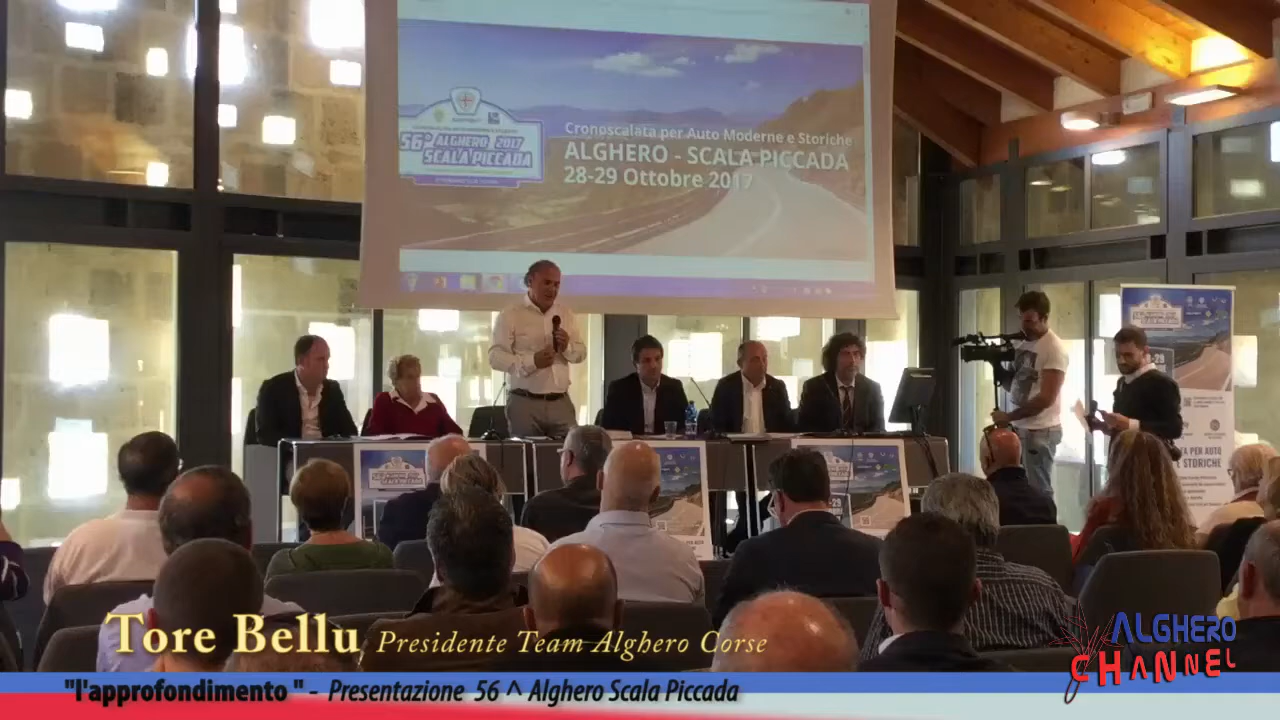 56° ALGHERO 2017
SCALA PICCADA
Cronoscalata per Auto Moderne e Storiche
ALGHERO - SCALA PICCADA
28-29 Ottobre 2017
PER AUTO
E STORICHE
Tore Bellu Presidente Team Alghero Corse
ALGHERO
CHANNEL
"l'approfondimento " - Presentazione 56 ^ Alghero Scala Piccada